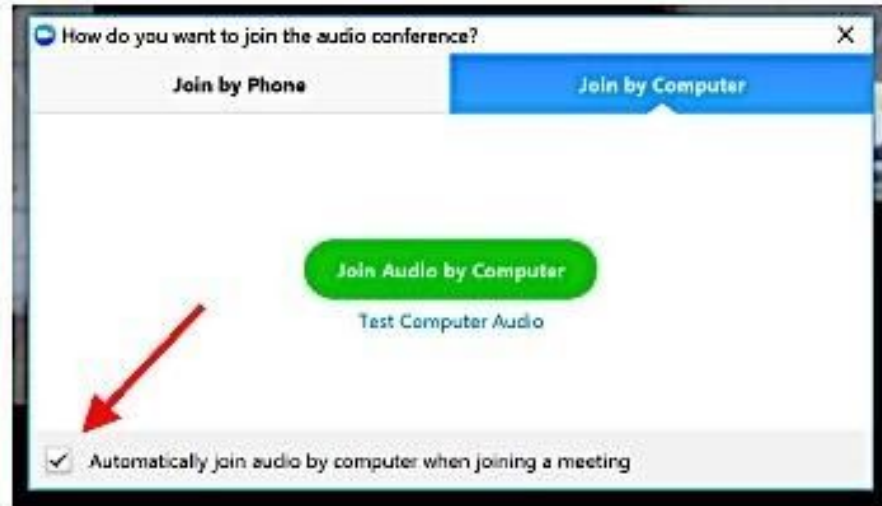 How do you want to join the audio conference?
Join by Phone
Join by Computer
Join Audio by Computer
Test Computer Audio
Automatically join audio by computer when joining a meeting